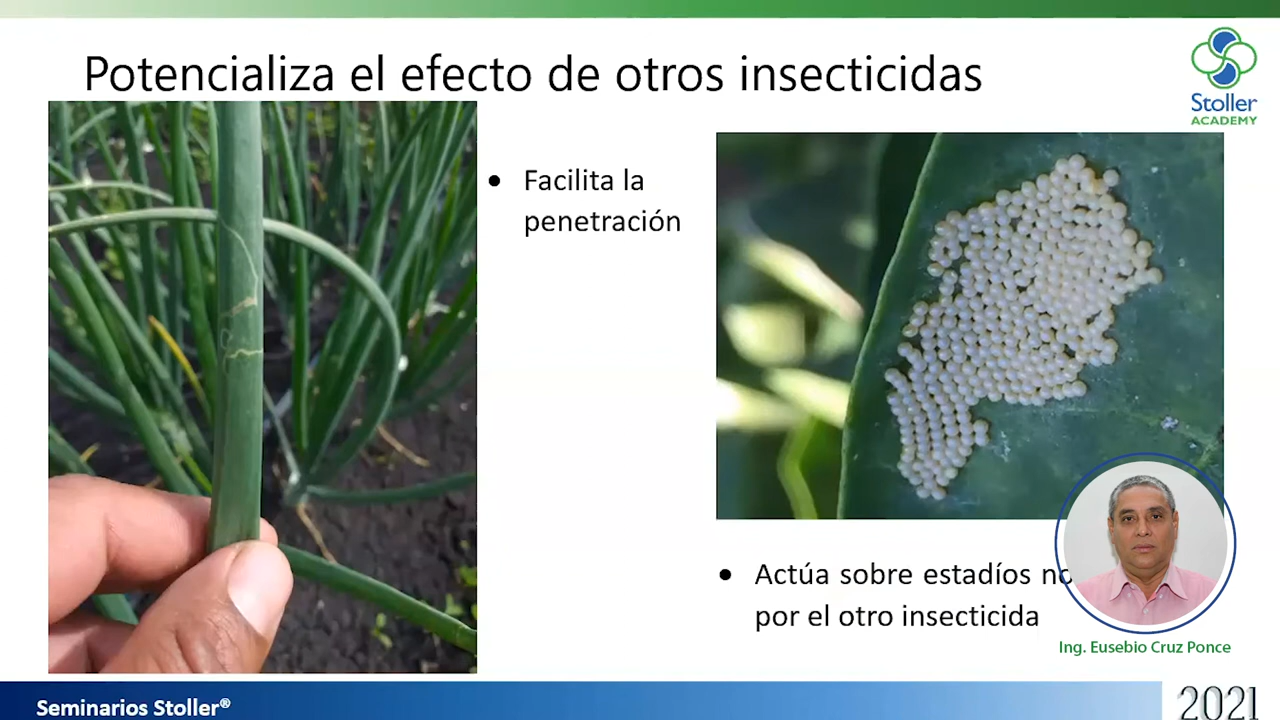 Potencializa el efecto de otros insecticidas
Stoller
ACADEMY
• Facilita la
penetración
• Actúa sobre estadíos no
por el otro insecticida
Ing. Eusebio Cruz Ponce
Seminarios Stoller®
2021